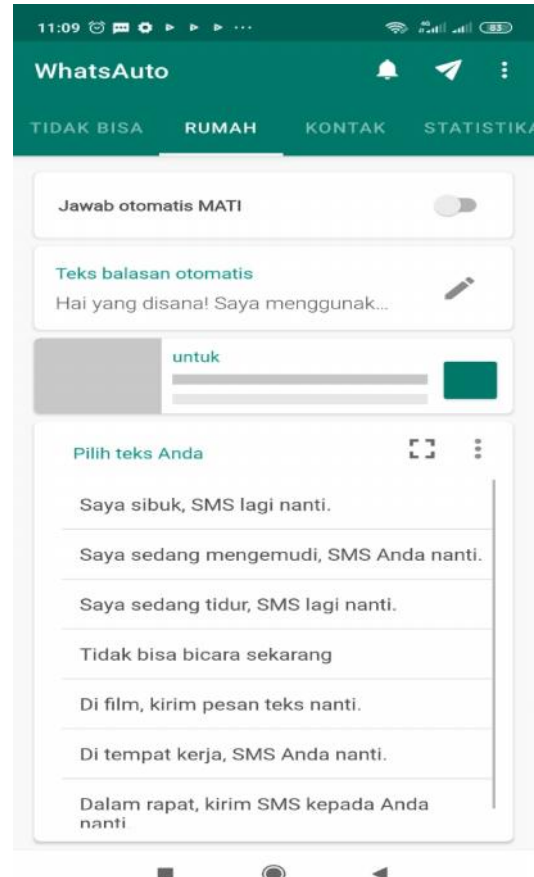 11:09
83
WhatsAuto
TIDAK BISA RUMAH KONTAK STATISTIKA
Jawab otomatis MATI
Teks balasan otomatis
Hai yang disana! Saya menggunak...
untuk
Pilih teks Anda
Saya sibuk, SMS lagi nanti.
Saya sedang mengemudi, SMS Anda nanti.
Saya sedang tidur, SMS lagi nanti.
Tidak bisa bicara sekarang
Di film, kirim pesan teks nanti.
Di tempat kerja, SMS Anda nanti.
Dalam rapat, kirim SMS kepada Anda
nanti